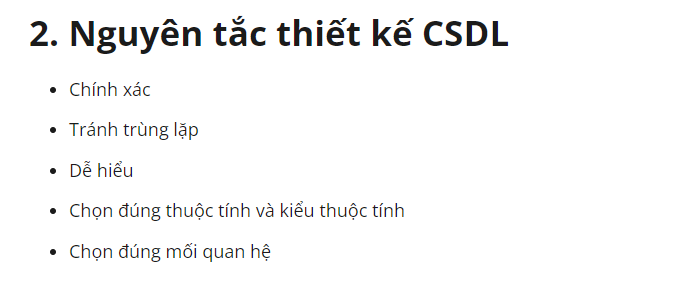 2. Nguyên tắc thiết kế CSDL
• Chính xác
• Tránh trùng lặp
• Dễ hiểu
• Chọn đúng thuộc tính và kiểu thuộc tính
• Chọn đúng mối quan hệ